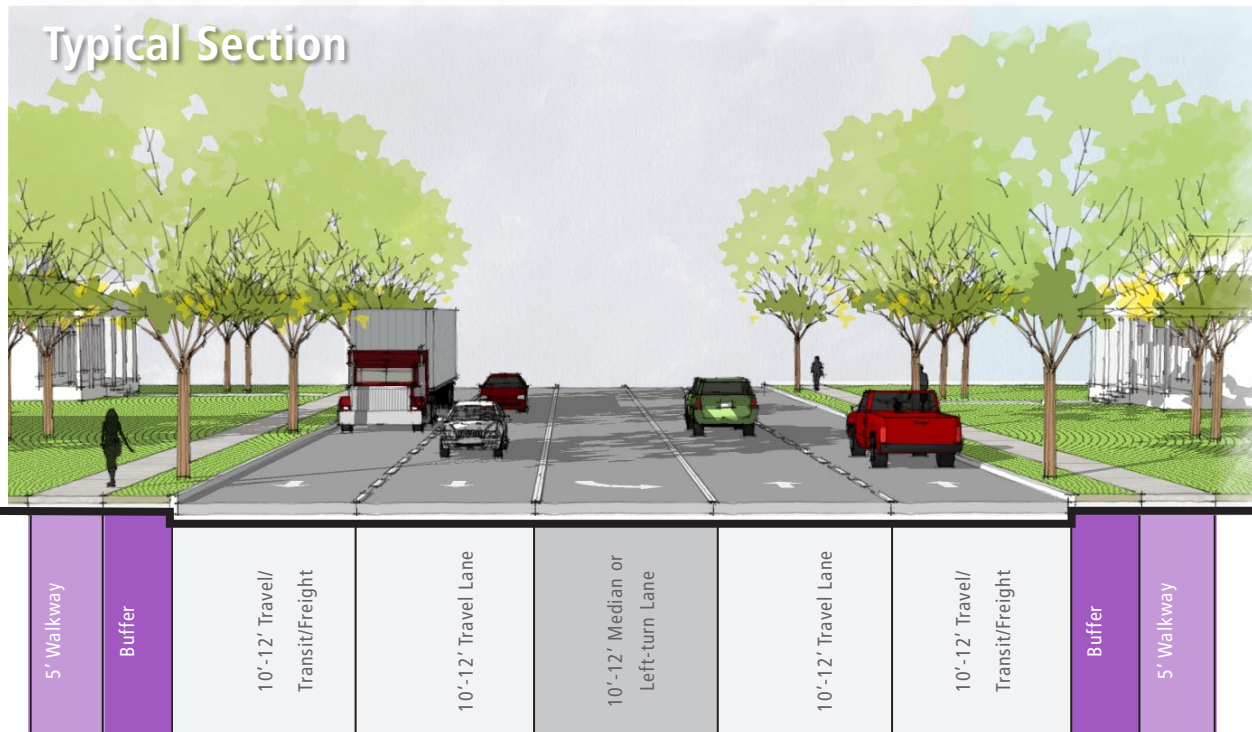 Typical Section
5’ Walkway
Buffer
10’-12’ Travel/
Transit/Freight
10’-12’ Travel Lane
10’-12’ Median or
Left-turn Lane
10’-12’ Travel Lane
10’-12’ Travel/
Transit/Freight
Buffer
5’ Walkway